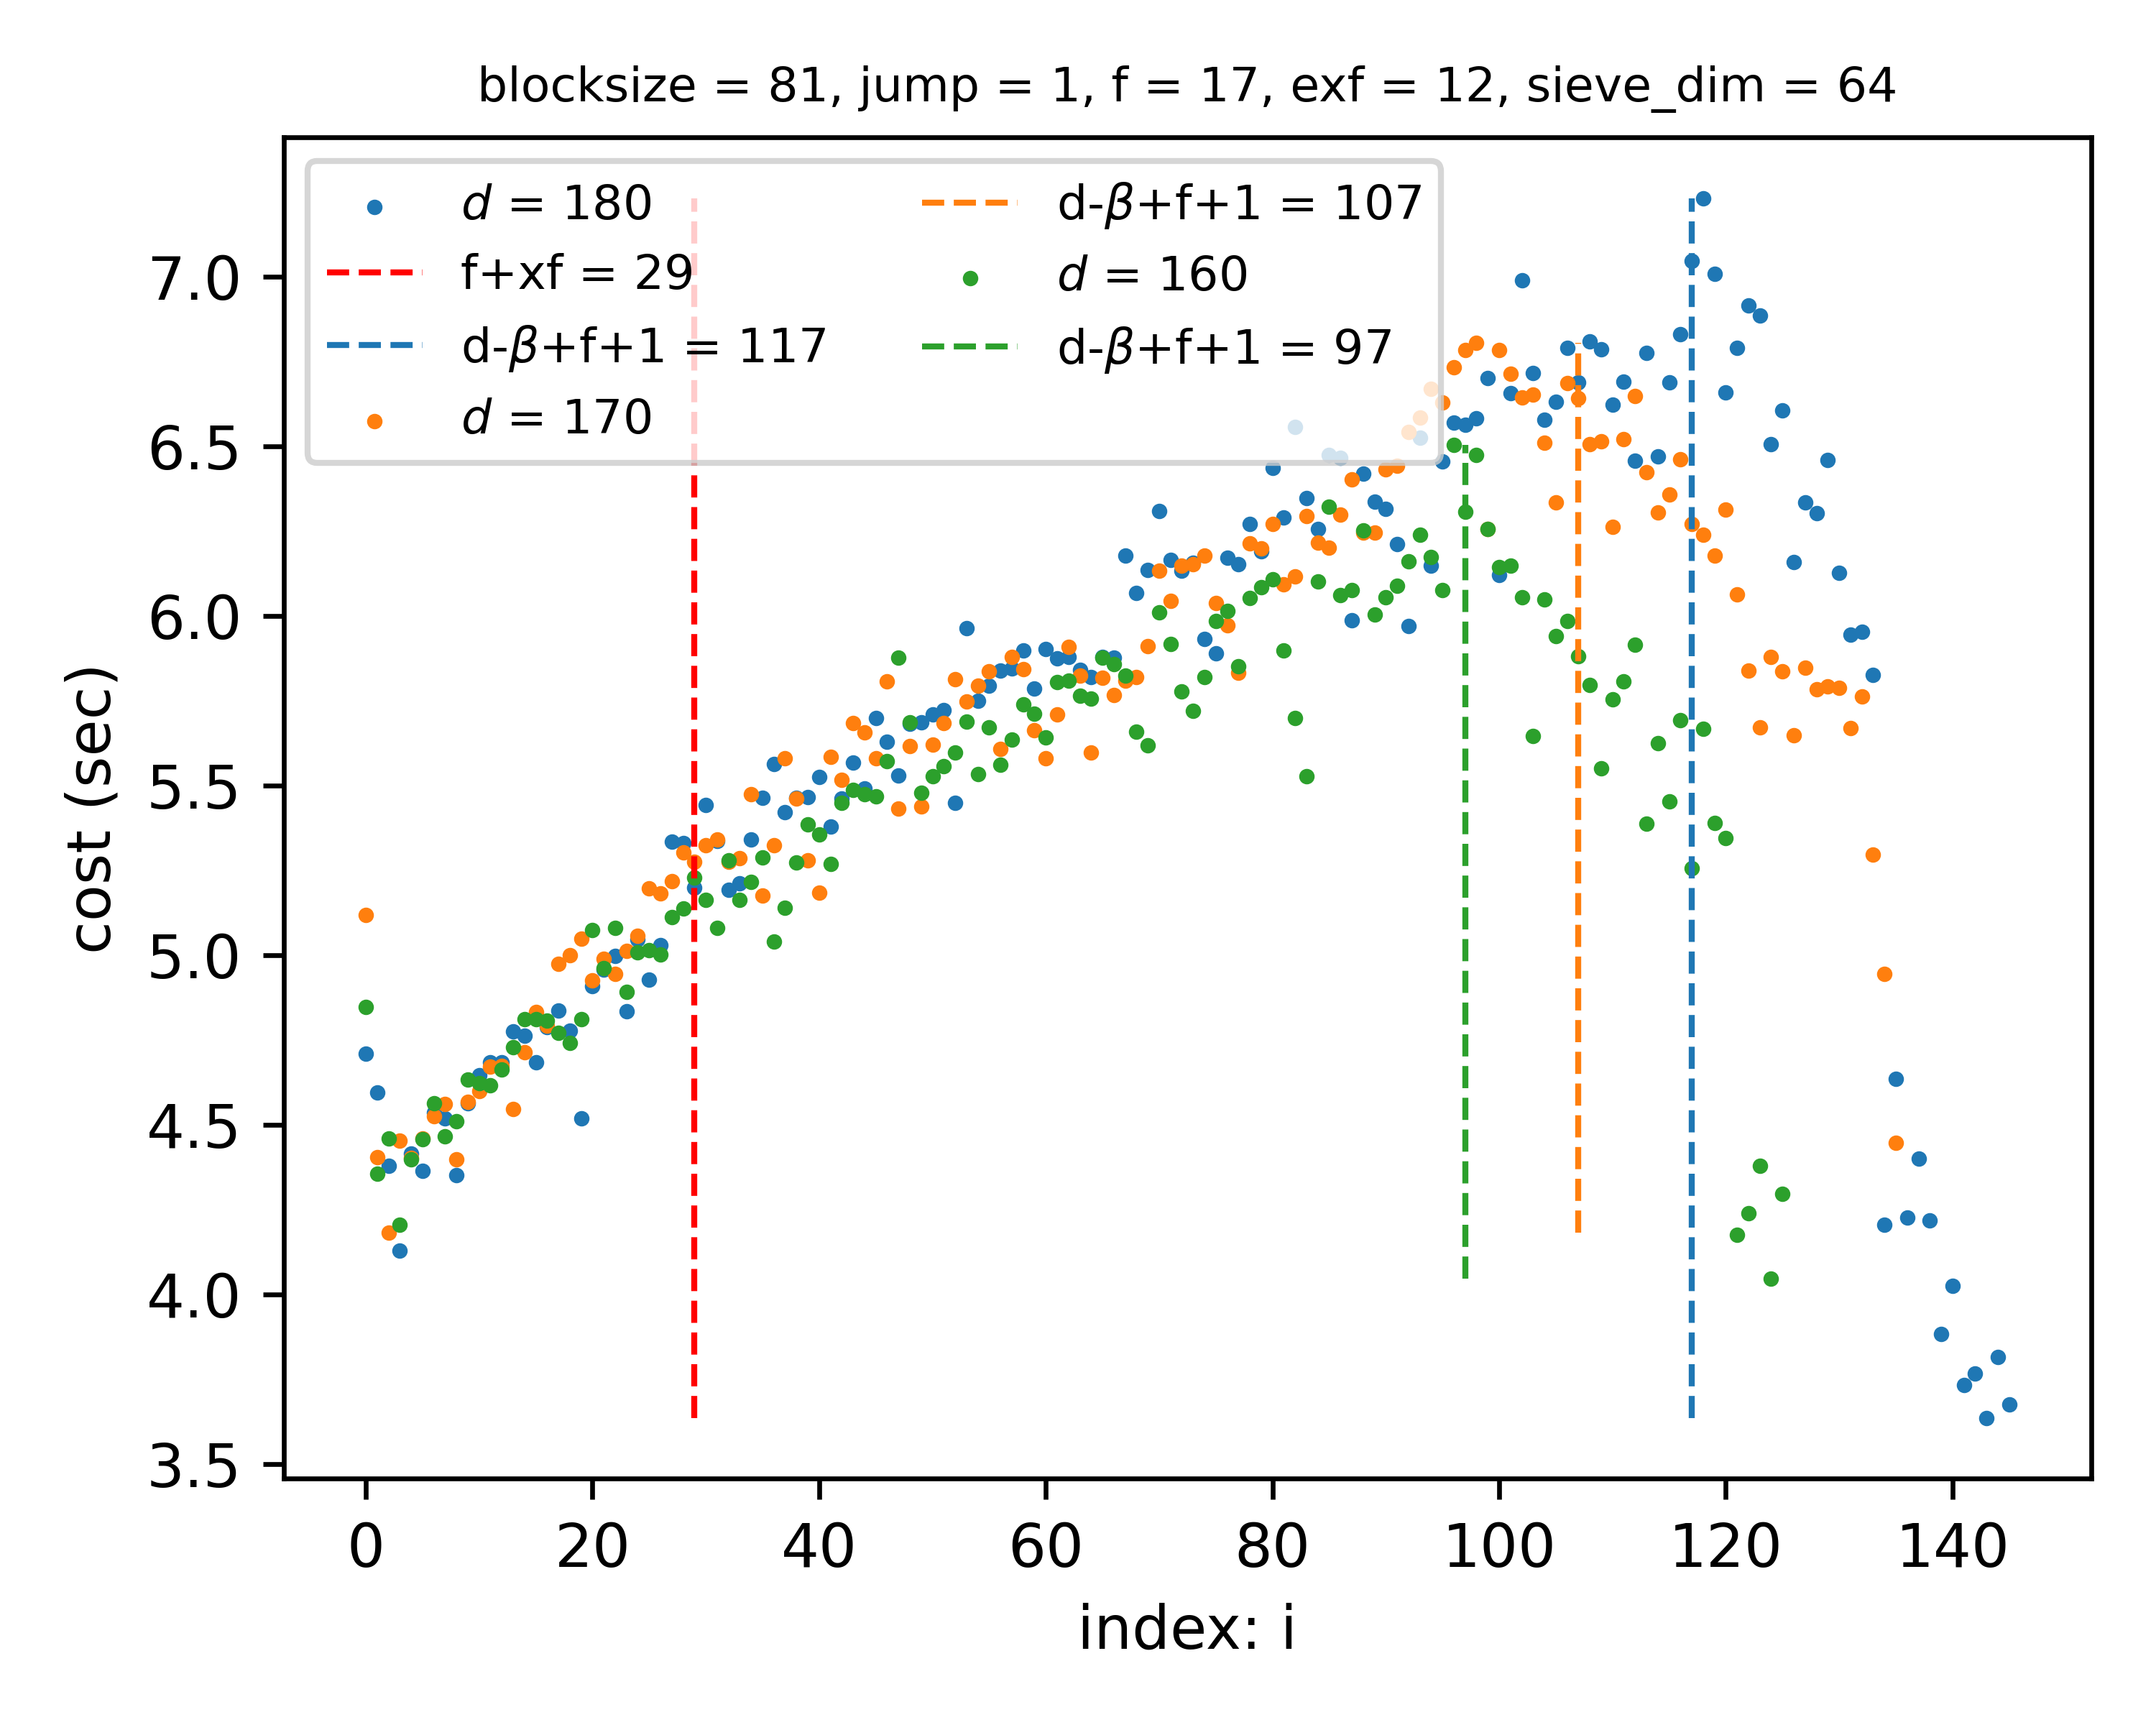 blocksize = 81, jump = 1, f = 17, exf = 12, sieve_dim = 64
d = 180
f+xf = 29
d-β+f+1 = 117
d = 170
d-β+f+1 = 107
d = 160
d-β+f+1 = 97
cost (sec)
7.0
6.5
6.0
5.5
5.0
4.5
4.0
3.5
0 20 40 60 80 100 120 140
index: i